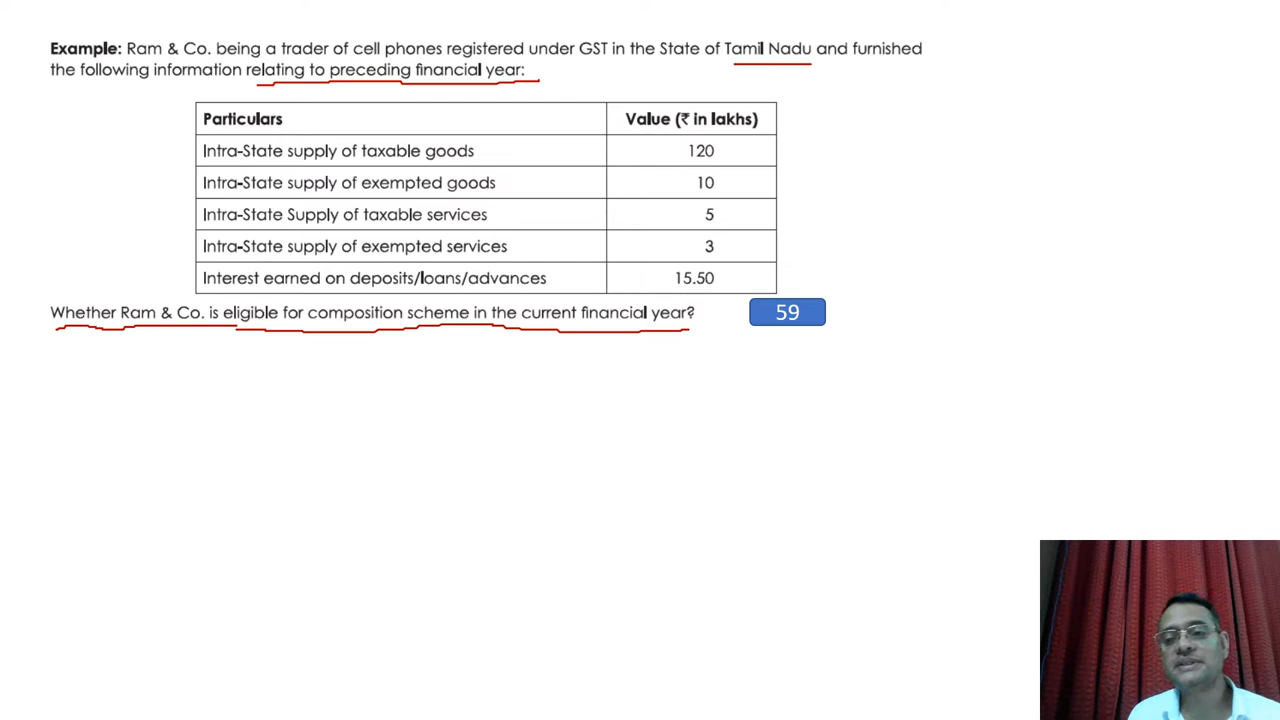 Example: Ram & Co. being a trader of cell phones registered under GST in the State of Tamil Nadu and furnished
the following information relating to preceding financial year:
Particulars Value (₹ in lakhs)
Intra-State supply of taxable goods 120
Intra-State supply of exempted goods 10
Intra-State Supply of taxable services 5
Intra-State supply of exempted services 3
Interest earned on deposits/loans/advances 15.50
Whether Ram & Co. is eligible for composition scheme in the current financial year? 59